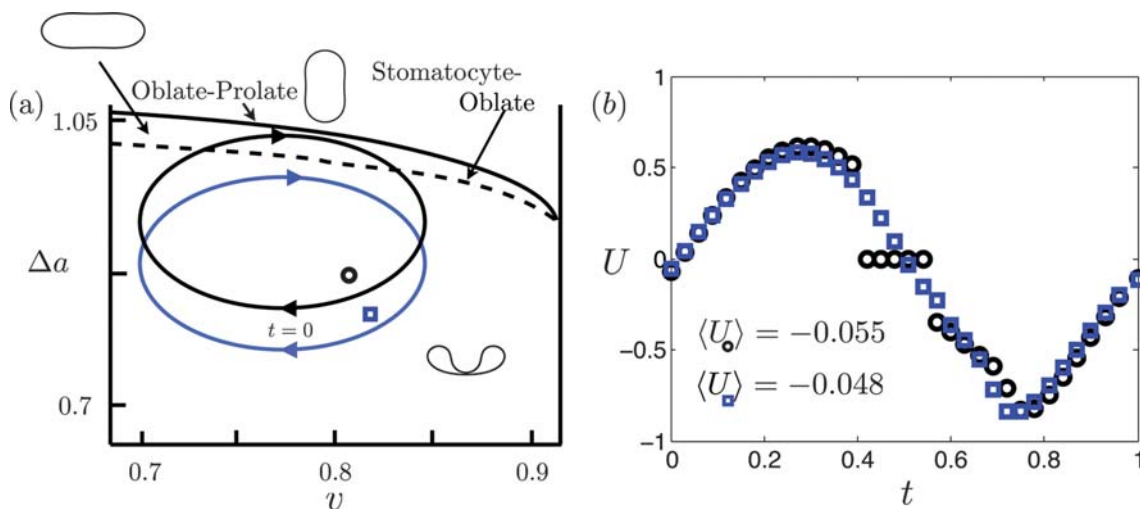 (a)
Oblate-Prolate
Stomatocyte-
Oblate
1.05
Δa
0.7
t = 0
0.7
0.8
0.9
v
(b)
1
0.5
U
0
−0.5
−1
⟨U⟩ = −0.055
⟨U⟩ = −0.048
0
0.2
0.4
0.6
0.8
1
t